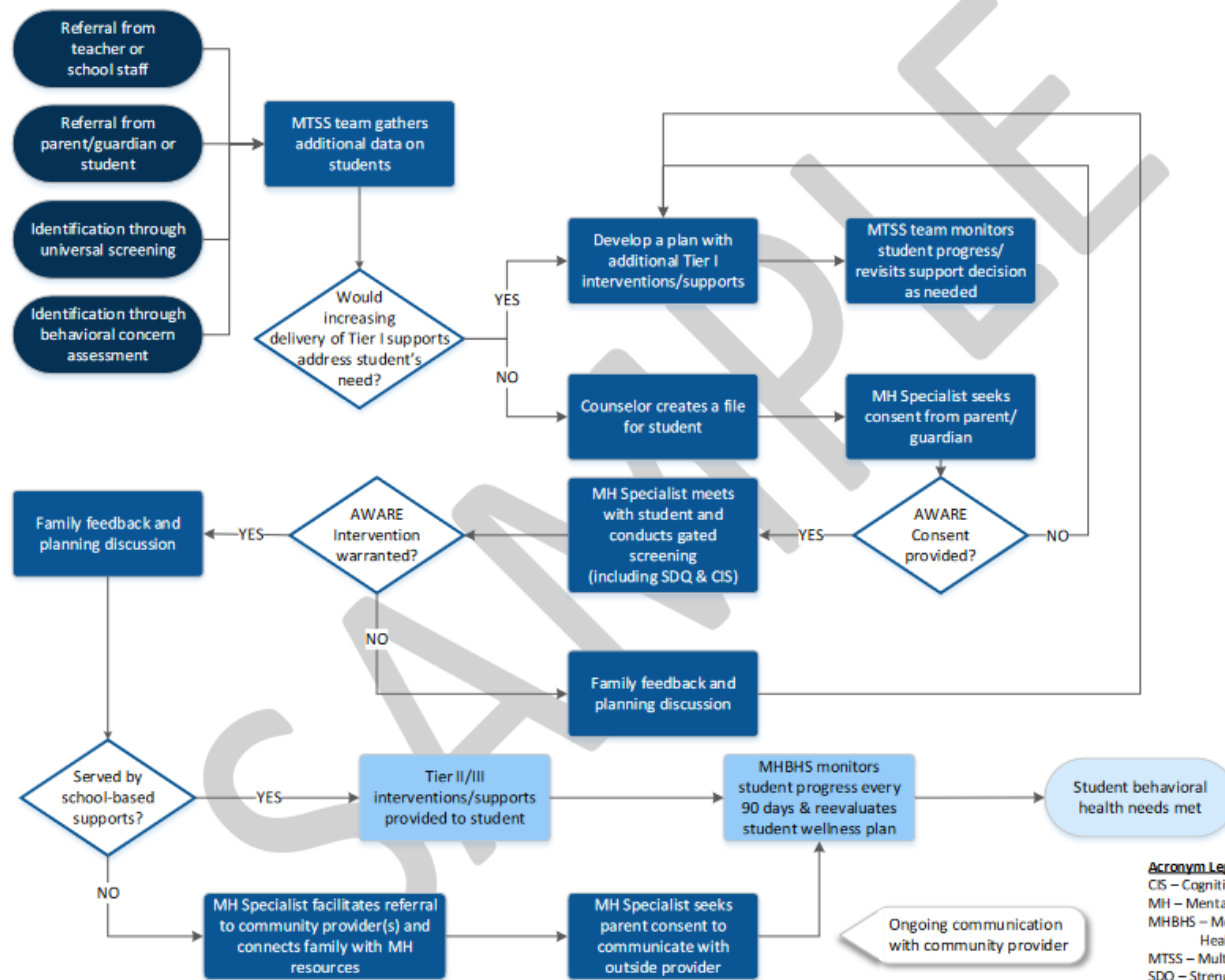 Referral from
teacher or
school staff
Referral from
parent/guardian or
student
Identification through
universal screening
Identification through
behavioral concern
assessment
MTSS team gathers
additional data on
students
Would
increasing
delivery of Tier I supports
address student's
need?
YES
NO
Develop a plan with
additional Tier I
interventions/supports
MTSS team monitors
student progress/
revisits support decision
as needed
Counselor creates a file
for student
MH Specialist seeks
consent from parent/
guardian
AWARE
Consent
provided?
NO
YES
MH Specialist meets
with student and
conducts gated
screening
(including SDQ & CIS)
AWARE
Intervention
warranted?
YES
NO
Family feedback and
planning discussion
Family feedback and
planning discussion
Served by
school-based
supports?
YES
NO
Tier II/III
interventions/supports
provided to student
MHBHS monitors
student progress every
90 days & reevaluates
student wellness plan
Student behavioral
health needs met
MH Specialist facilitates referral
to community provider(s) and
connects family with MH
resources
MH Specialist seeks
parent consent to
communicate with
outside provider
Ongoing communication
with community provider
Acronym
CIS –
MH –
MHBHS –
MTSS –
SDQ –
SAMPLE